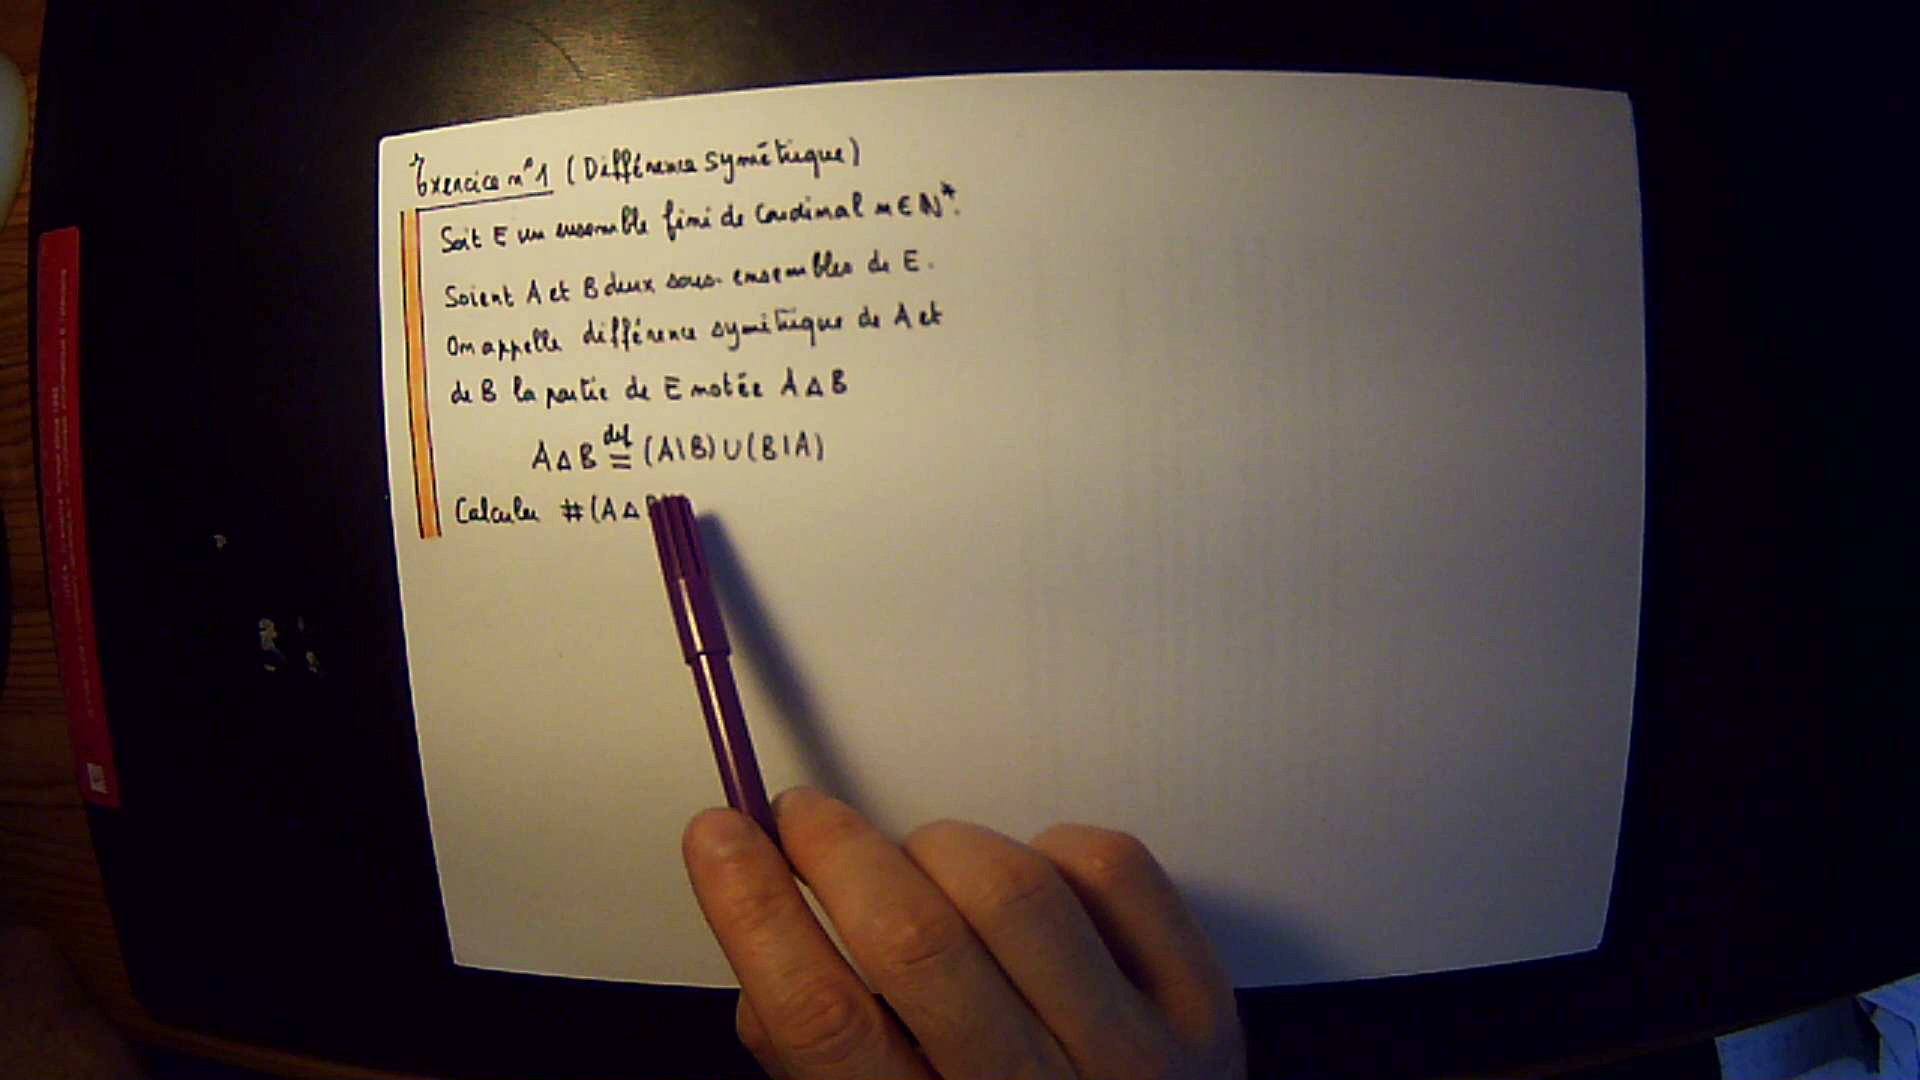 Exercice n°1 (Différence Symétrique)
Soit E un ensemble fini de Cardinal n ∈ ℕ*.
Soient A et B deux sous-ensembles de E.
On appelle différence symétrique de A et
de B la partie de E notée A Δ B
A Δ B def= (A\B) ∪ (B\A)
Calculer #(A Δ B